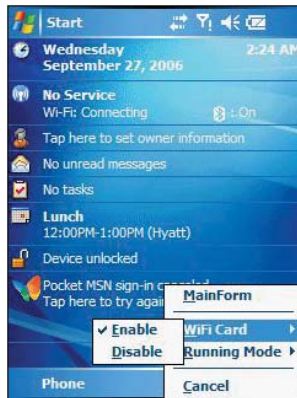 Start
Wednesday 2:24 AM
September 27, 2006
No Service
Wi-Fi: Connecting : On
Tap here to set owner information
No unread messages
No tasks
Lunch
12:00PM-1:00PM (Hyatt)
Device unlocked
Pocket MSN sign-in
Tap here to try
MainForm
Enable WiFi Card
Disable Running Mode
Phone Cancel